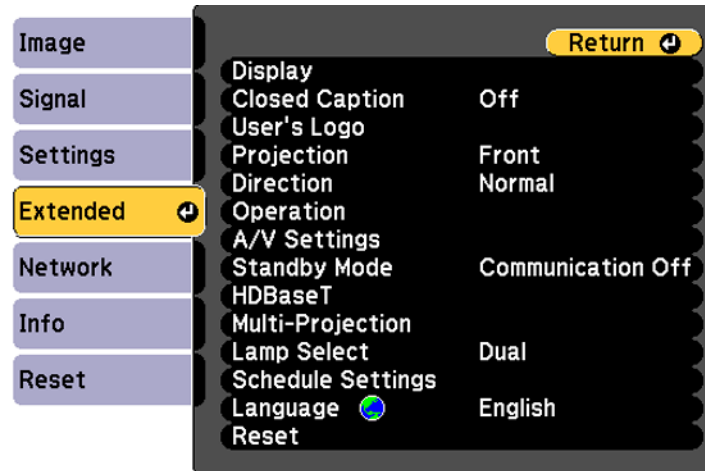 Image
Signal
Settings
Extended
Network
Info
Reset
Return
Display
Closed Caption Off
User's Logo
Projection Front
Direction Normal
Operation
A/V Settings
Standby Mode Communication Off
HDBaseT
Multi-Projection
Lamp Select Dual
Schedule Settings
Language English
Reset